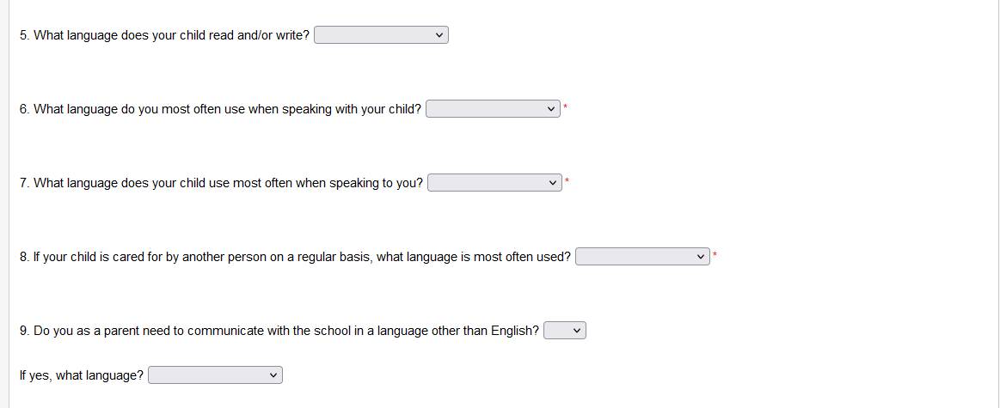 5. What language does your child read and/or write?
6. What language do you most often use when speaking with your child? *
7. What language does your child use most often when speaking to you? *
8. If your child is cared for by another person on a regular basis, what language is most often used? *
9. Do you as a parent need to communicate with the school in a language other than English?
If yes, what language?